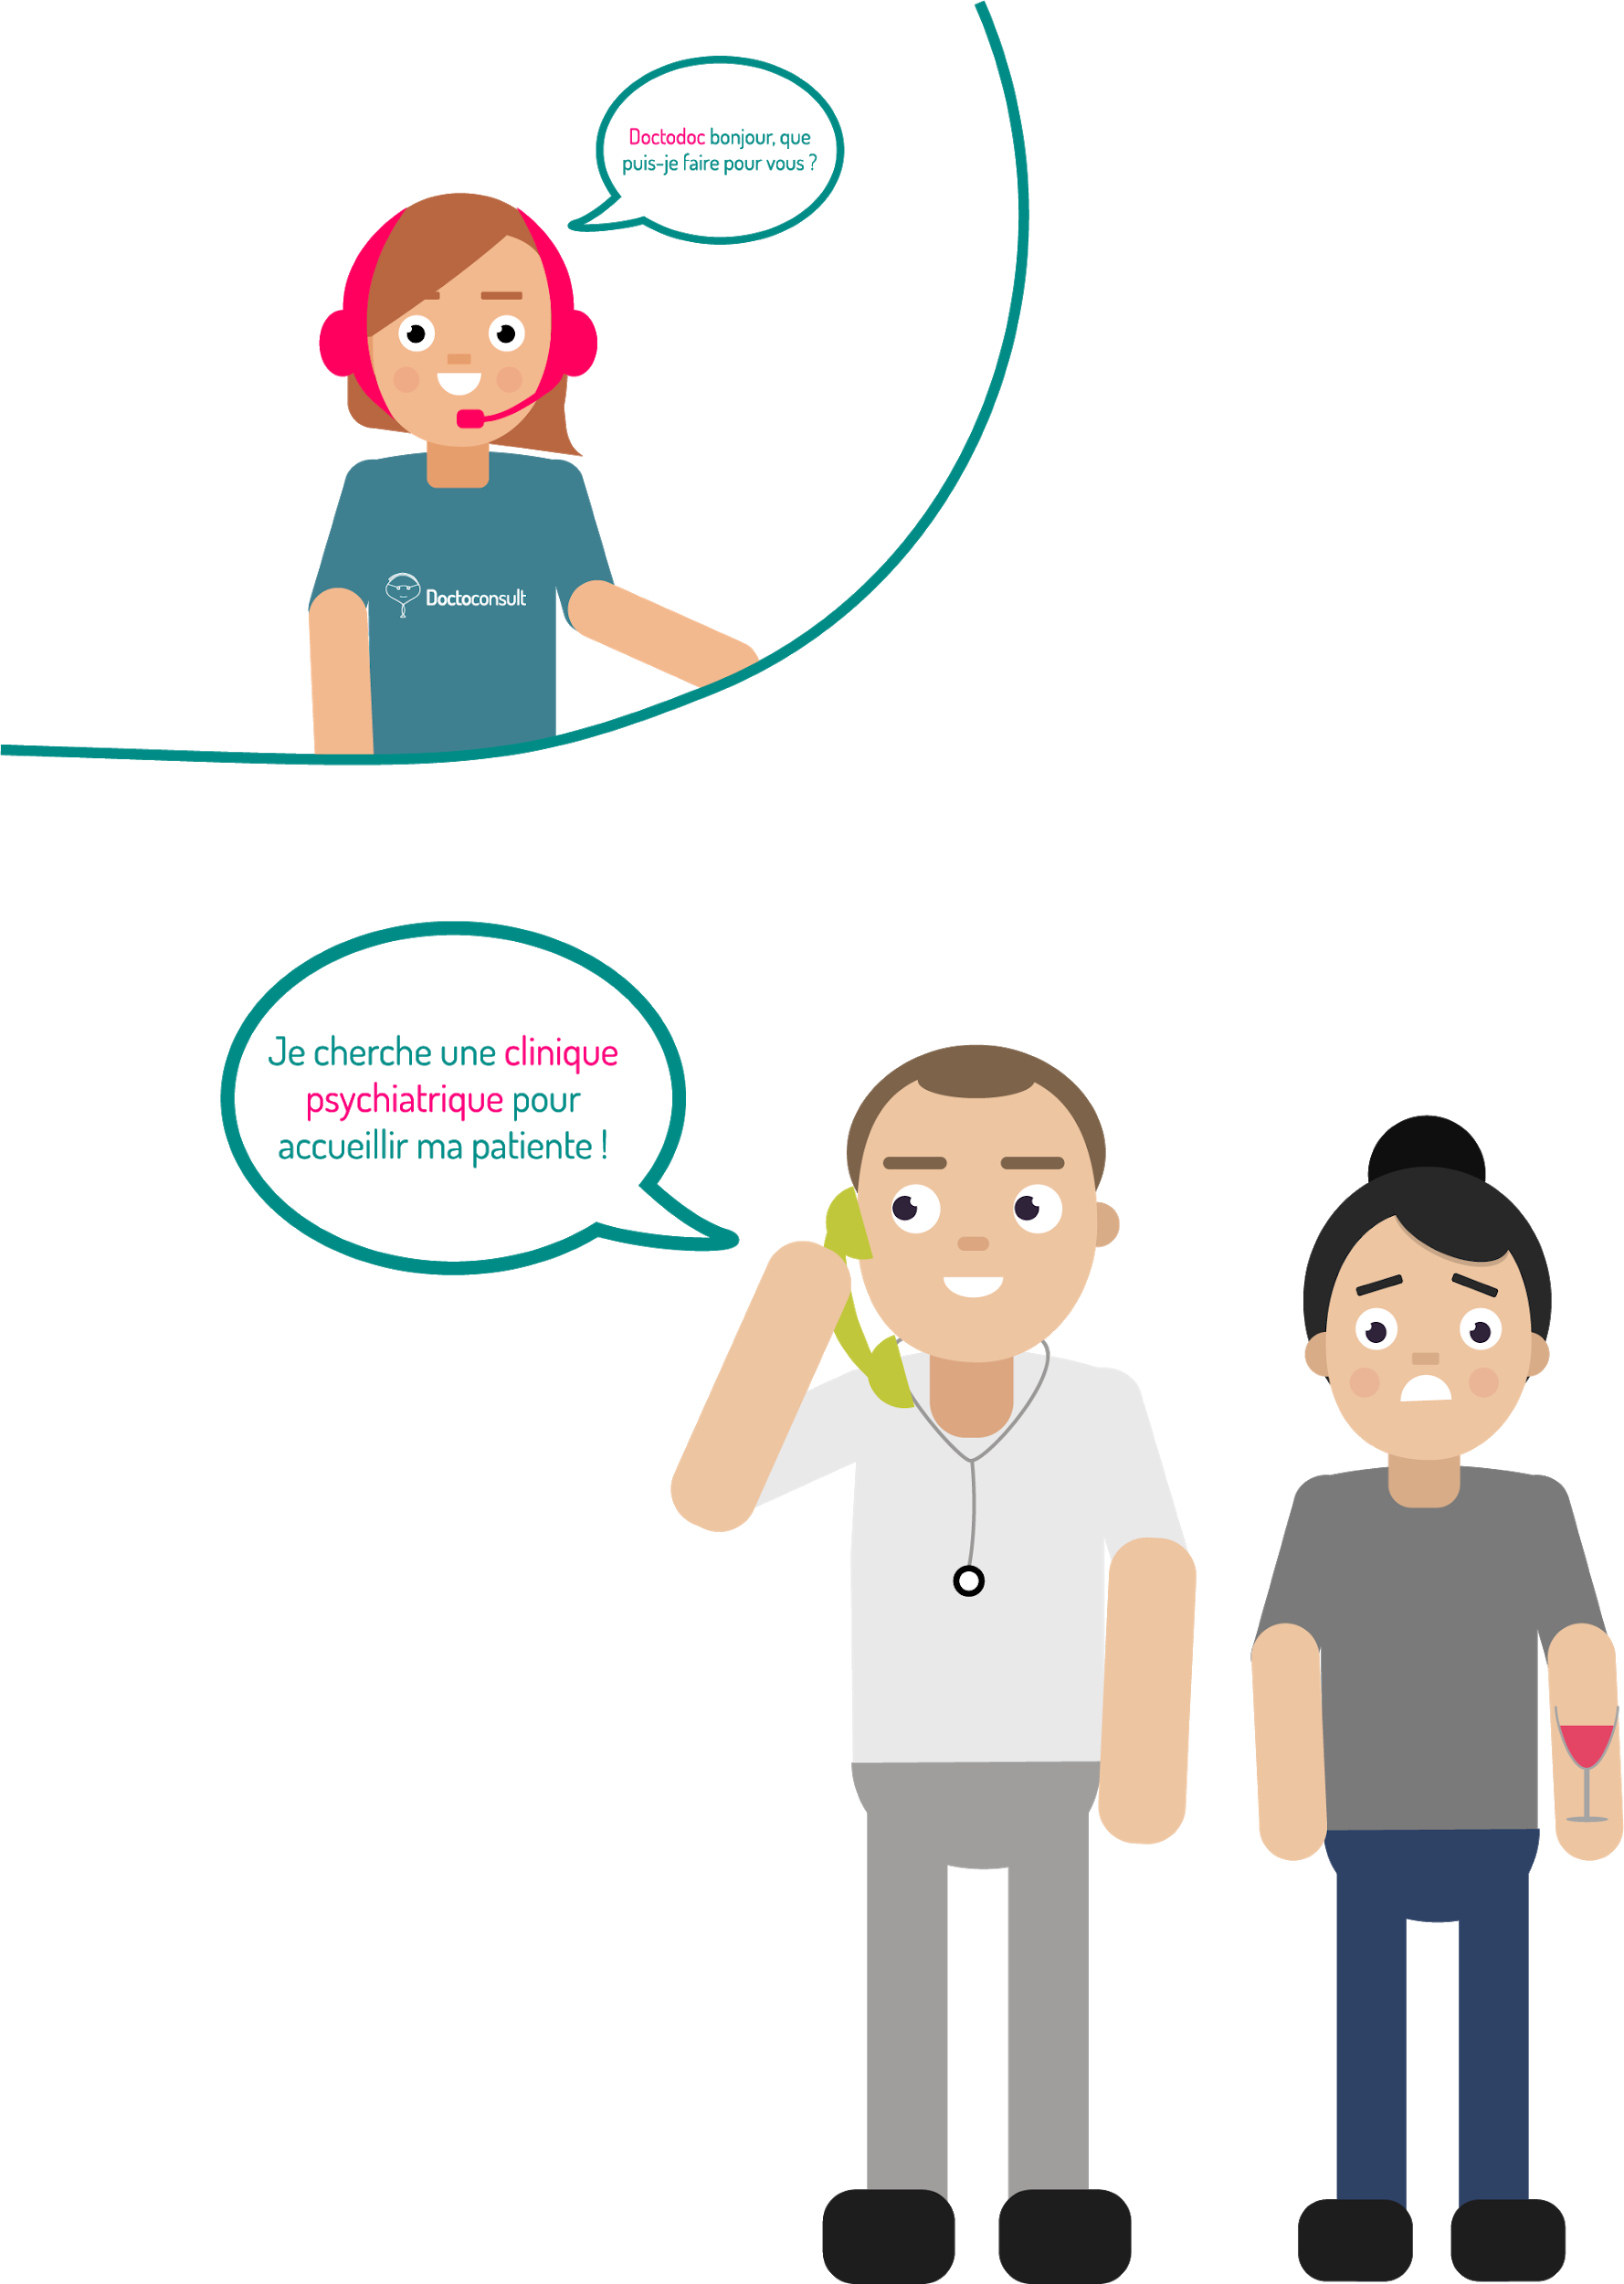 Doctodoc bonjour, que
puis-je faire pour vous ?
Doctoconsult
Je cherche une clinique
psychiatrique pour
accueillir ma patiente !